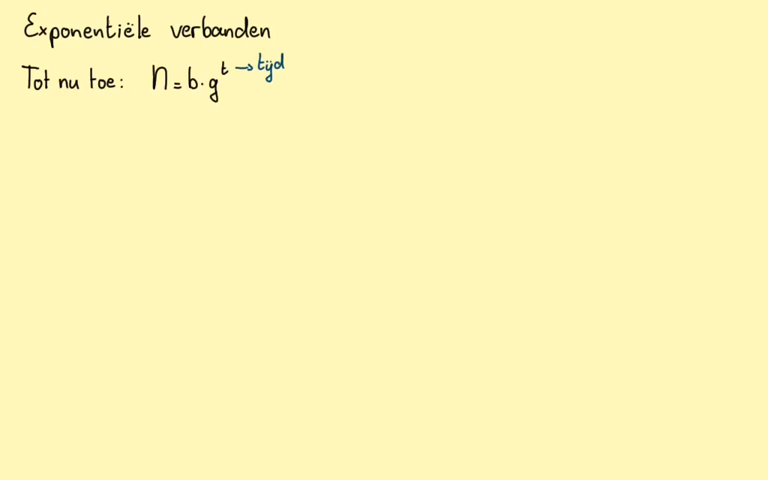 Exponentiële verbanden
Tot nu toe: N = b · g^t → tijd